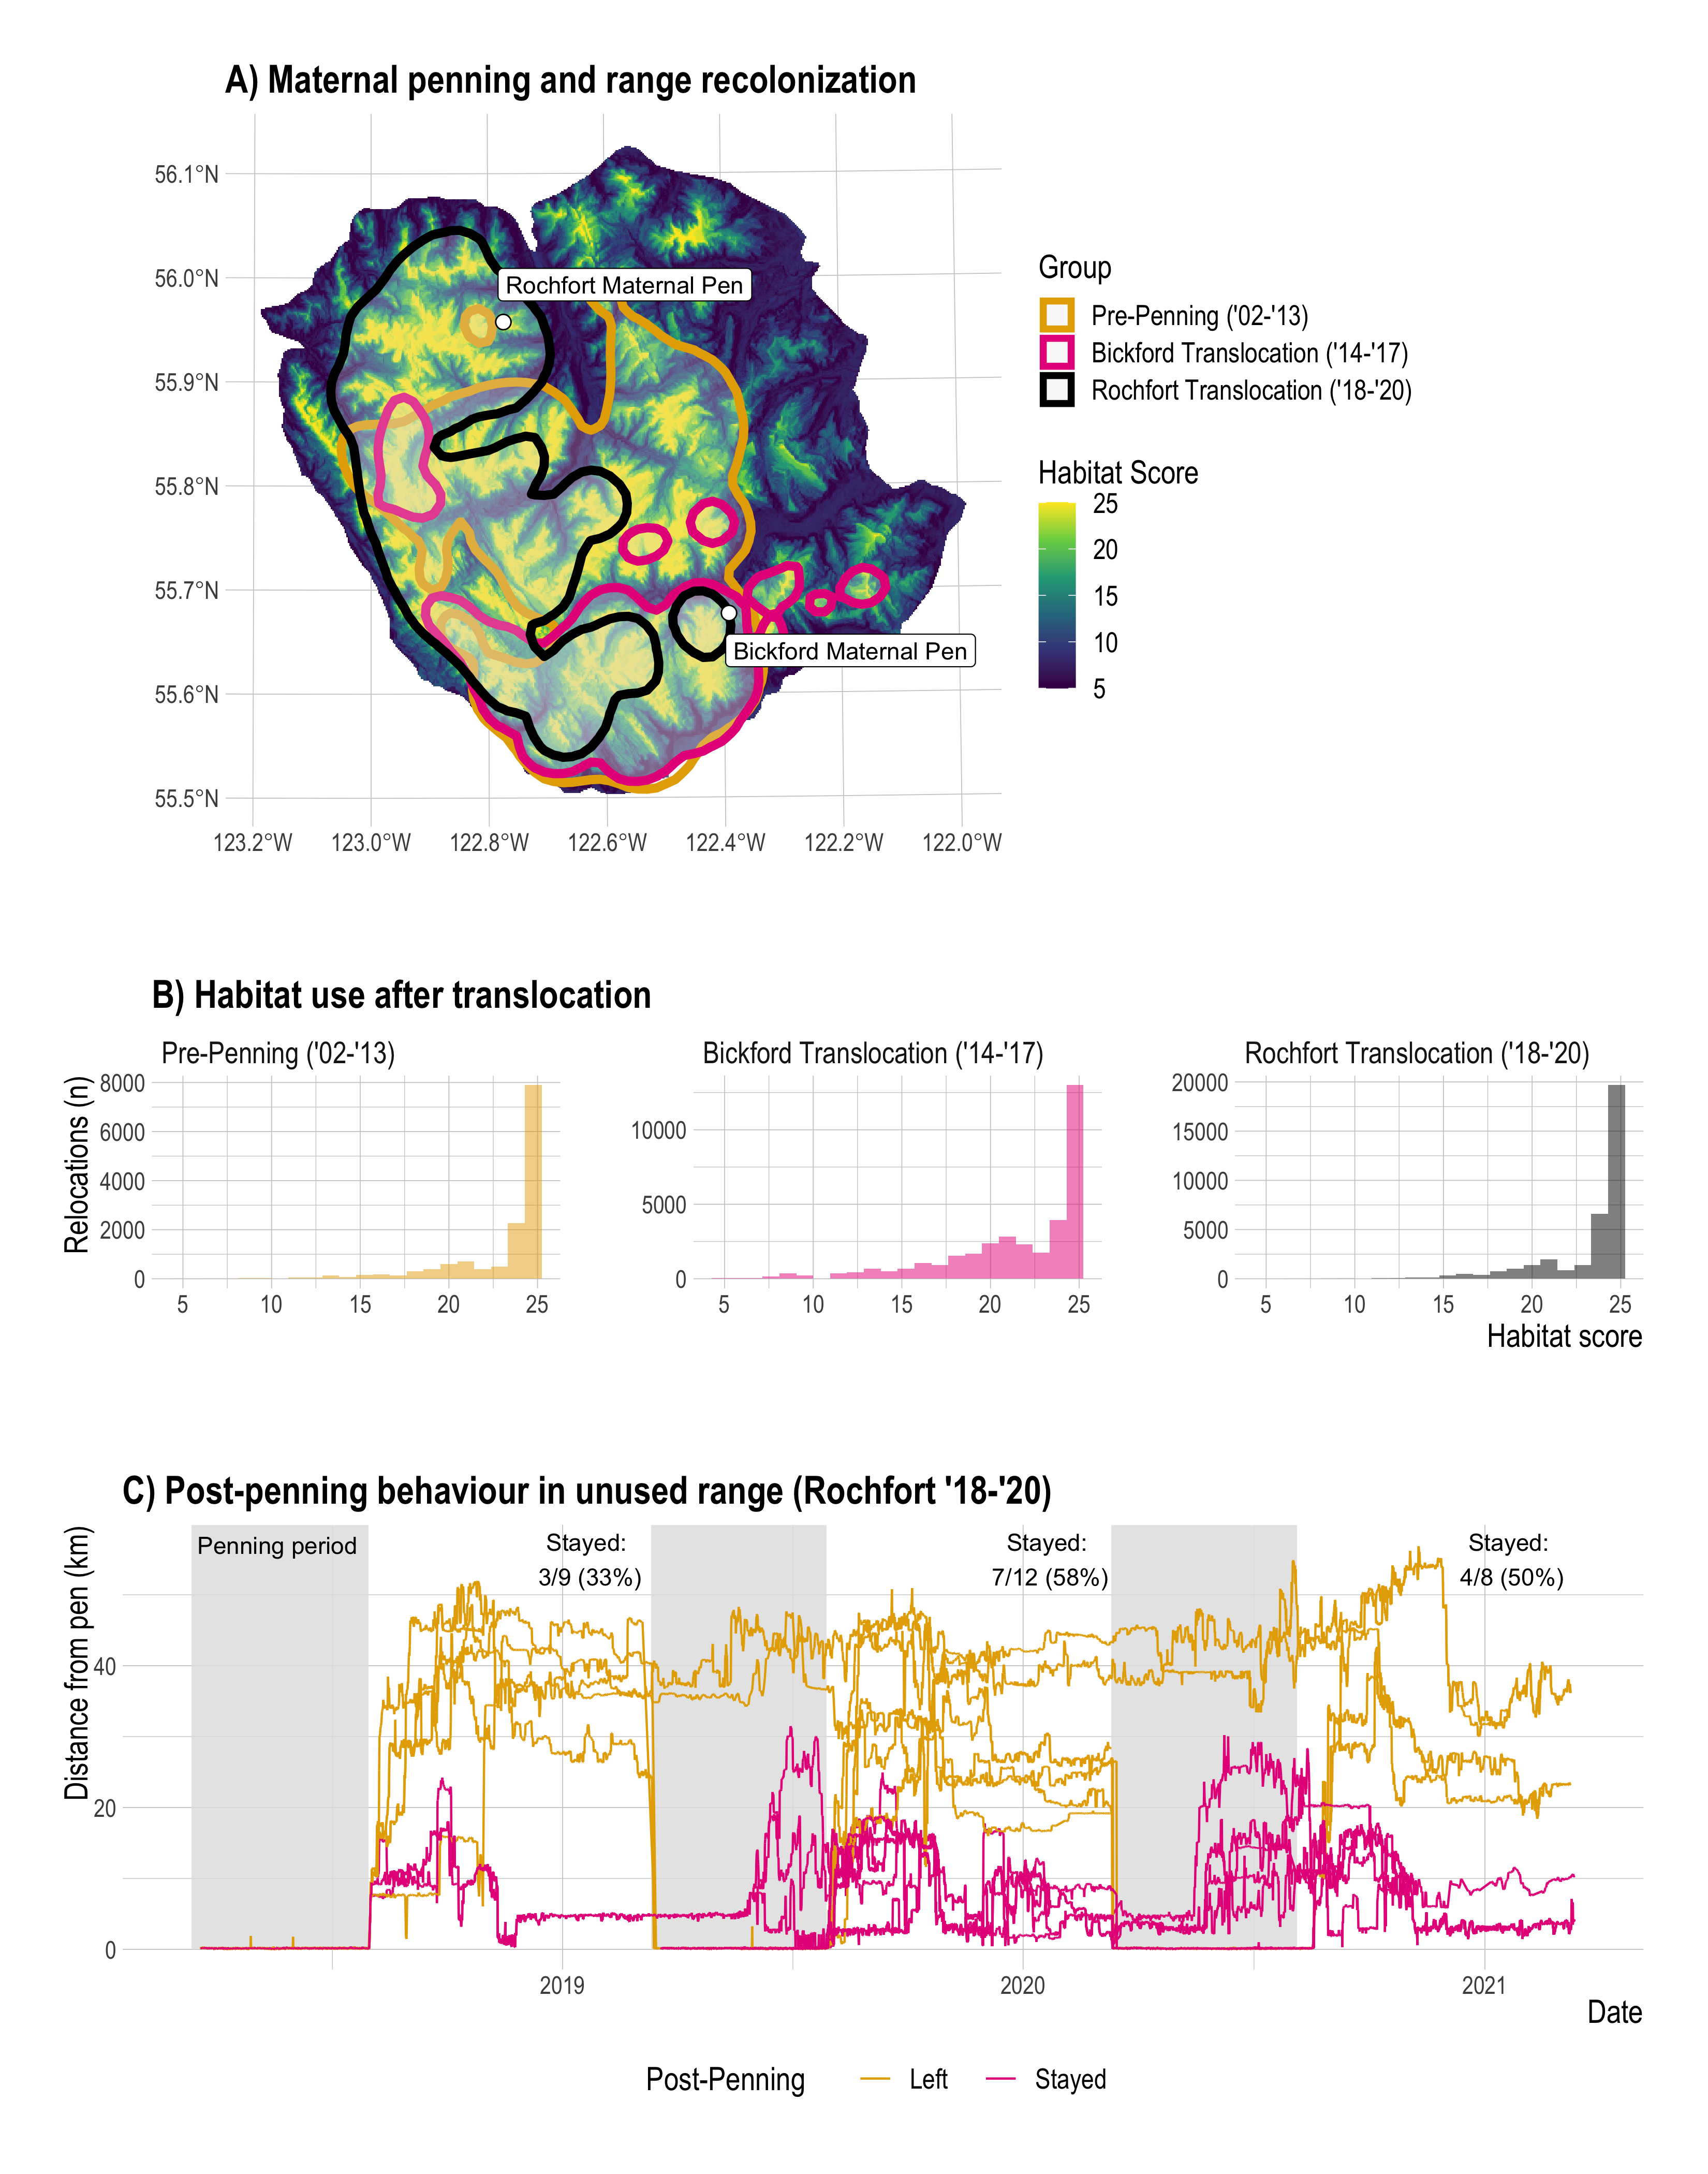 A) Maternal penning and range recolonization
56.1°N
56.0°N
55.9°N
55.8°N
55.7°N
55.6°N
55.5°N
123.2°W 123.0°W 122.8°W 122.6°W 122.4°W 122.2°W 122.0°W
Rochfort Maternal Pen
Bickford Maternal Pen
Group
Pre-Penning ('02-'13)
Bickford Translocation ('14-'17)
Rochfort Translocation ('18-'20)
Habitat Score
25
20
15
10
5
B) Habitat use after translocation
Pre-Penning ('02-'13)
Relocations (n)
8000
6000
4000
2000
0
5 10 15 20 25
Bickford Translocation ('14-'17)
10000
5000
0
5 10 15 20 25
Rochfort Translocation ('18-'20)
20000
15000
10000
5000
0
5 10 15 20 25
Habitat score
C) Post-penning behaviour in unused range (Rochfort '18-'20)
Distance from pen (km)
40
20
0
Penning period
Stayed:
3/9 (33%)
Stayed:
7/12 (58%)
Stayed:
4/8 (50%)
2019 2020 2021
Date
Post-Penning Left Stayed